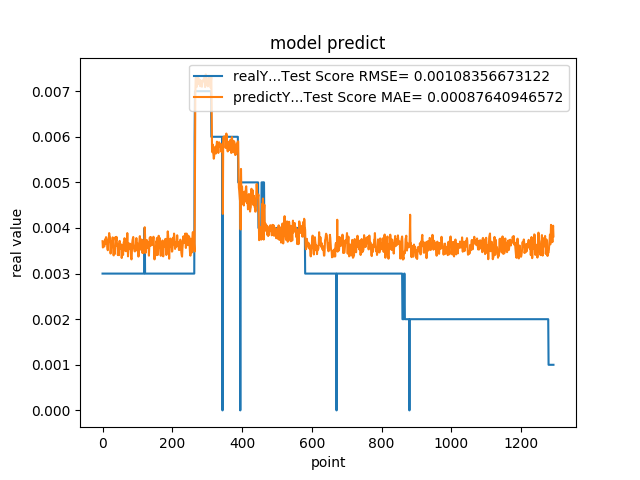 model predict
realY...Test Score RMSE= 0.00108356673122
predictY...Test Score MAE= 0.00087640946572
real value
0.007
0.006
0.005
0.004
0.003
0.002
0.001
0.000
0 200 400 600 800 1000 1200
point